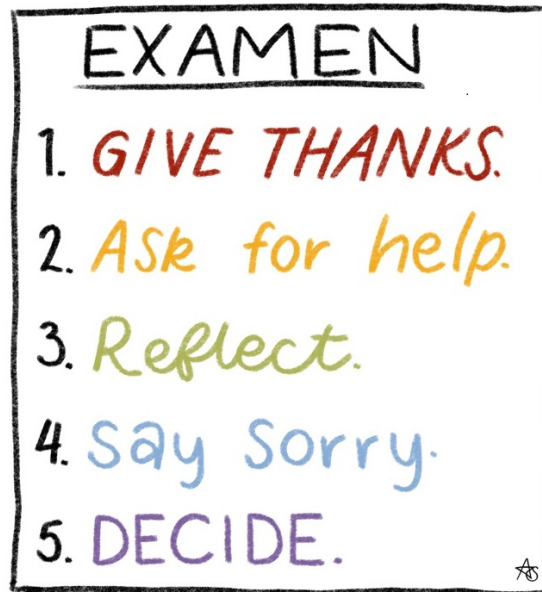 EXAMEN
1. GIVE THANKS.
2. Ask for help.
3. Reflect.
4. Say Sorry.
5. DECIDE.